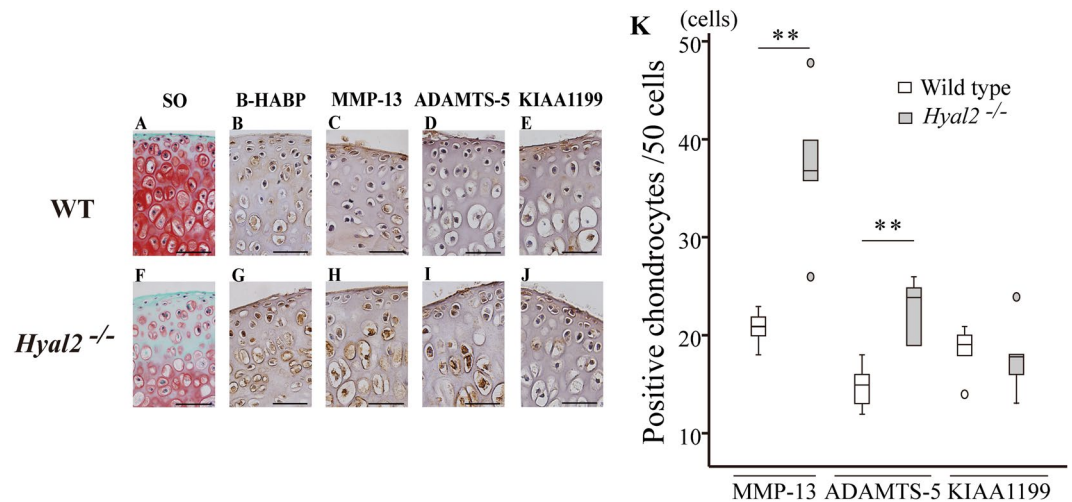 SO B-HABP MMP-13 ADAMTS-5 KIAA1199
A B C D E
WT
F G H I J
Hyal2 -/-
K (cells)
Positive chondrocytes /50 cells
50
40
30
20
10
**
**
Wild type
Hyal2 -/-
MMP-13 ADAMTS-5 KIAA1199